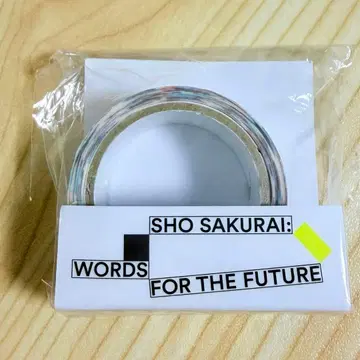 SHO SAKURAI:
WORDS
FOR THE FUTURE